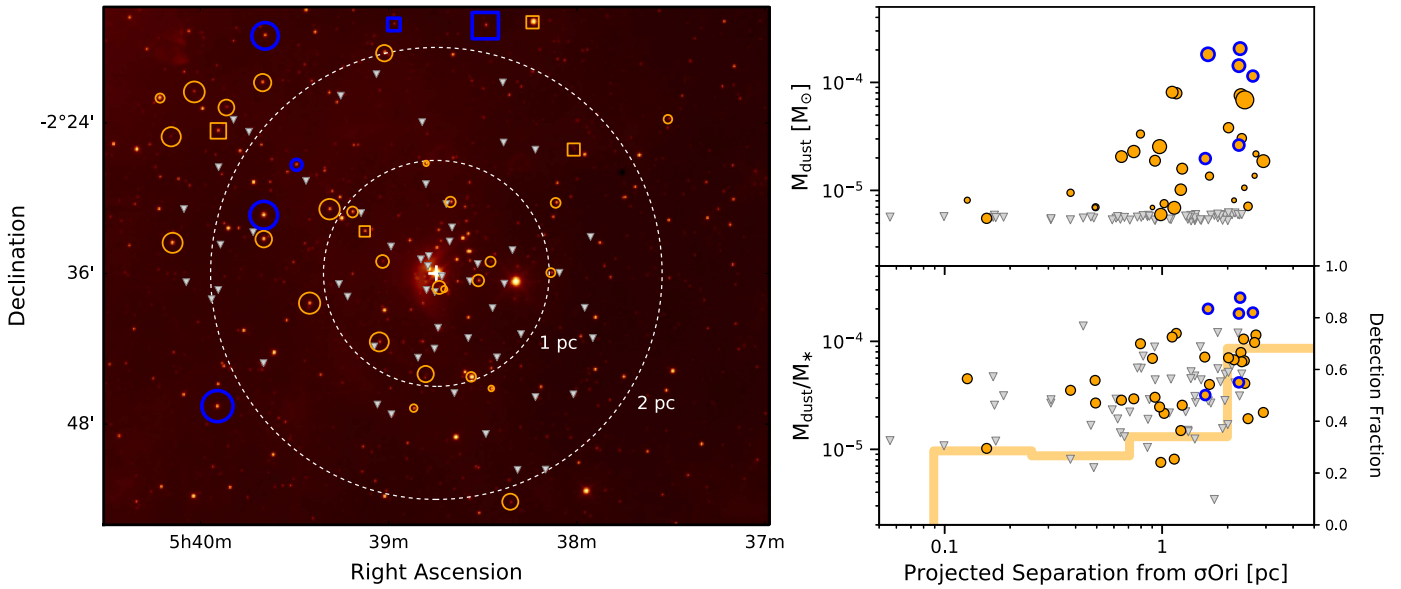 -2°24'
36'
48'
Declination
5h40m
39m
38m
37m
Right Ascension
1 pc
2 pc
M_dust [M_⊙]
10⁻⁴
10⁻⁵
M_dust/M_*
10⁻⁴
10⁻⁵
1.0
0.8
0.6
0.4
0.2
0.0
Detection Fraction
0.1
1
Projected Separation from σOri [pc]